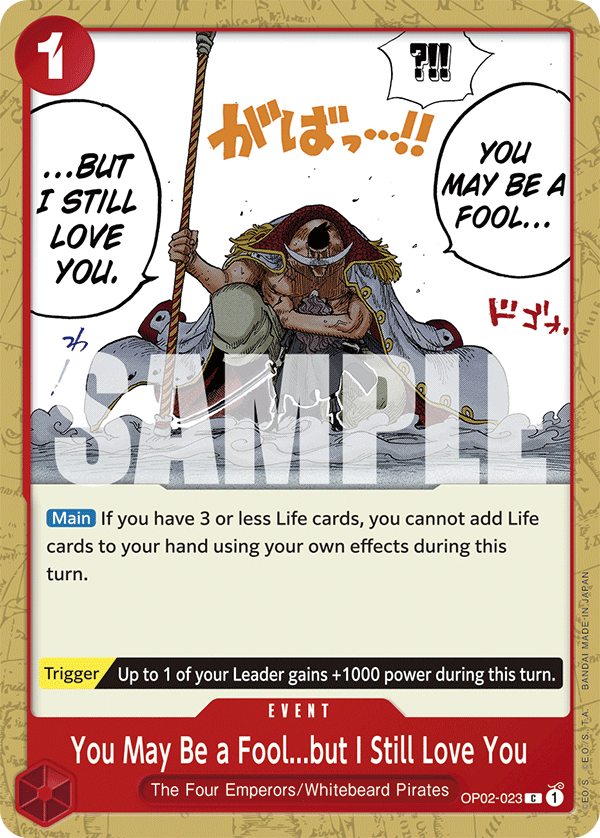 DLICHES EISMEER
1
?!!
がばっ…!!
YOU
MAY BE A
FOOL...
...BUT
I STILL
LOVE
YOU.
ドゴォ
SAMPLE
Main If you have 3 or less Life cards, you cannot add Life
cards to your hand using your own effects during this
turn.
Trigger Up to 1 of your Leader gains +1000 power during this turn.
EVENT
You May Be a Fool...but I Still Love You
The Four Emperors/Whitebeard Pirates
OP02-023 C 1
©E.O.S. ©E.O.S., T.A. BANDAI MADE IN JAPAN